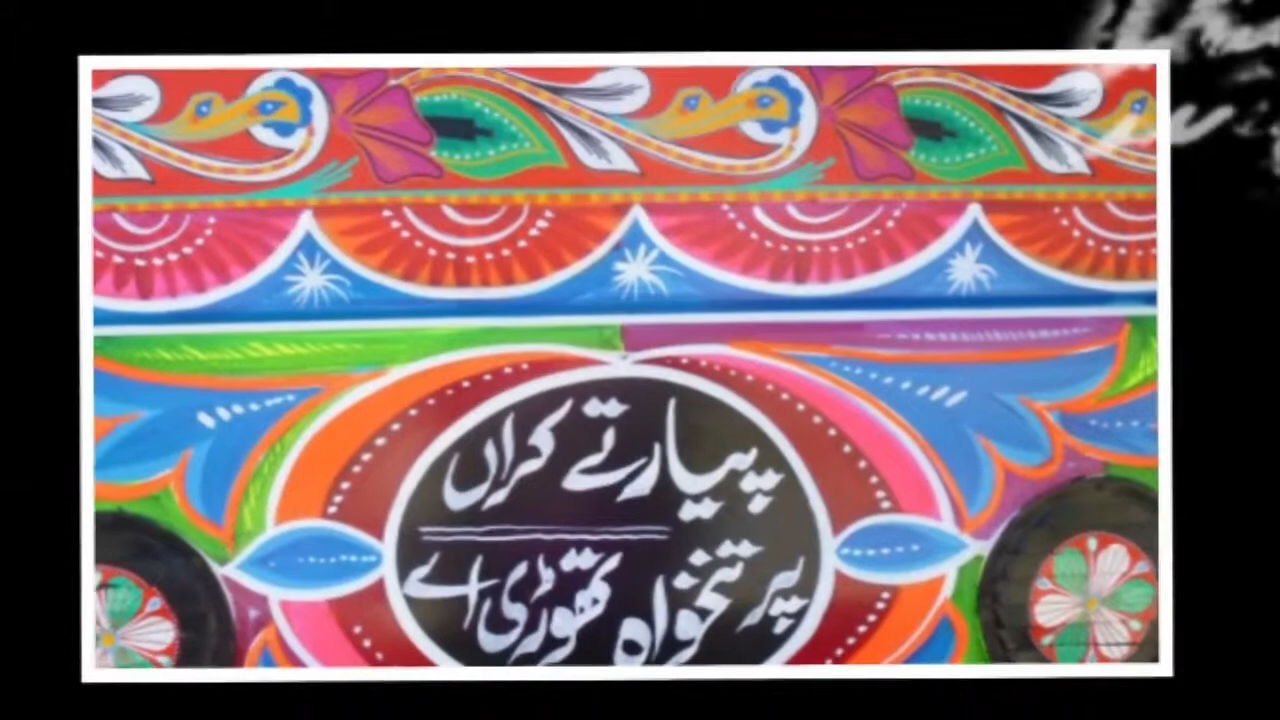 پیار تے کراں
پر تنخواہ تھوڑی اے